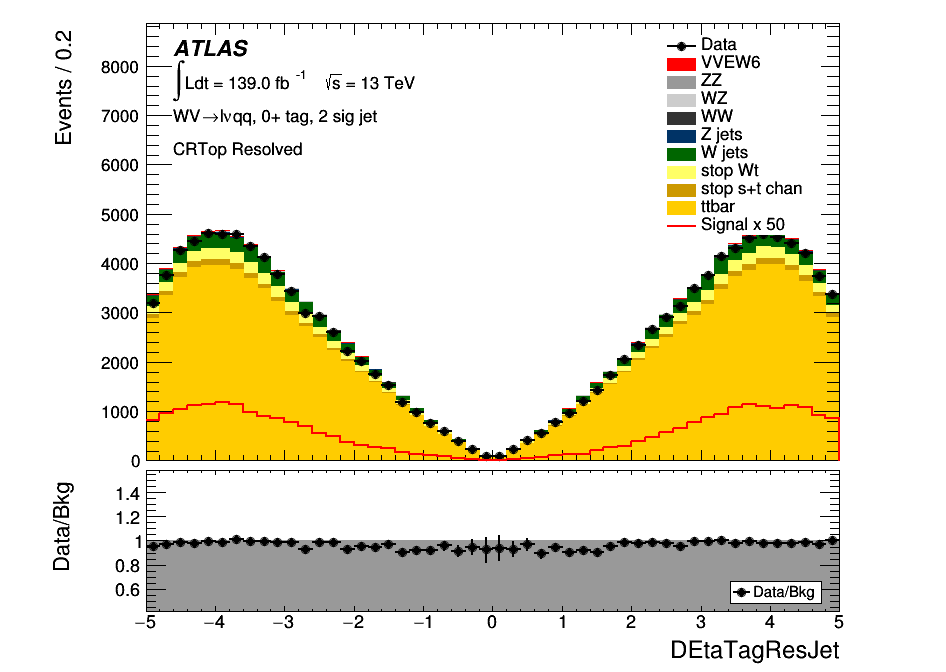 ATLAS
∫Ldt = 139.0 fb⁻¹ √s = 13 TeV
WV→lνqq, 0+ tag, 2 sig jet
CRTop Resolved
Data
VVEW6
ZZ
WZ
WW
Z jets
W jets
stop Wt
stop s+t chan
ttbar
Signal x 50
Events / 0.2
8000
7000
6000
5000
4000
3000
2000
1000
0
Data/Bkg
1.4
1.2
1
0.8
0.6
Data/Bkg
−5 −4 −3 −2 −1 0 1 2 3 4 5
DEtaTagResJet